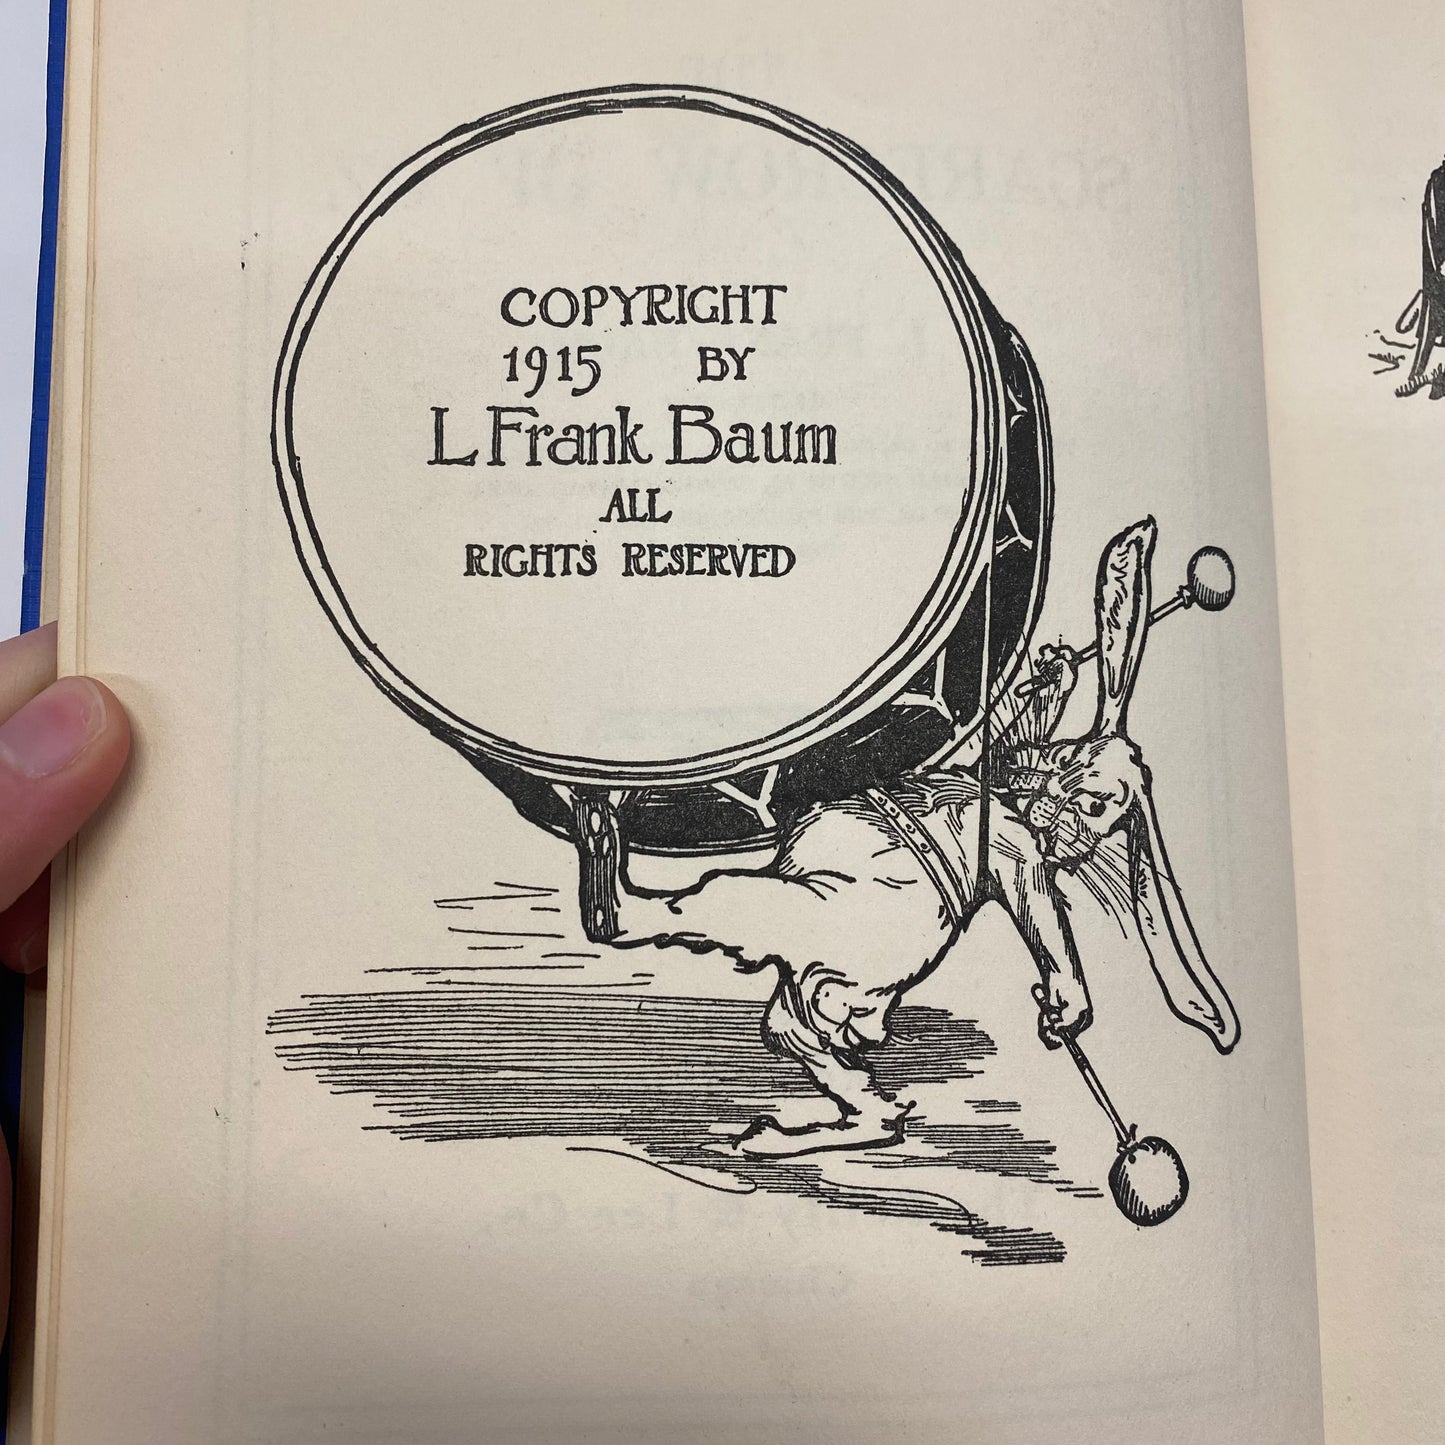 COPYRIGHT
1915 BY
L Frank Baum
ALL
RIGHTS RESERVED